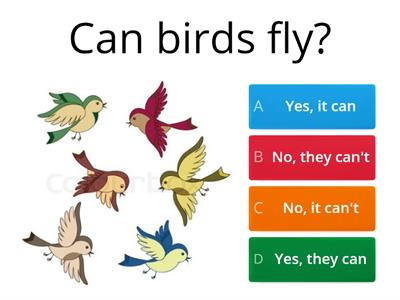 Can birds fly?
A Yes, it can
B No, they can't
C No, it can't
D Yes, they can